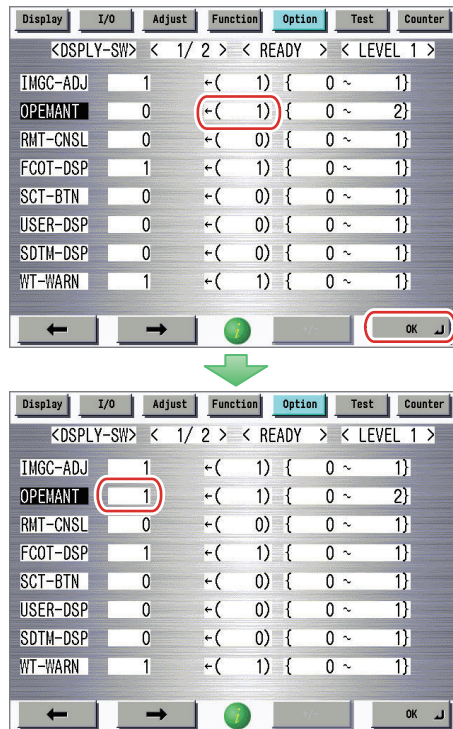 Display I/O Adjust Function Option Test Counter
<DSPLY-SW> < 1/ 2 > < READY > < LEVEL 1 >
IMGC-ADJ 1 ←( 1) { 0 ~ 1}
OPEMANT 0 ←( 1) { 0 ~ 2}
RMT-CNSL 0 ←( 0) { 0 ~ 1}
FCOT-DSP 1 ←( 1) { 0 ~ 1}
SCT-BTN 0 ←( 0) { 0 ~ 1}
USER-DSP 0 ←( 0) { 0 ~ 1}
SDTM-DSP 0 ←( 0) { 0 ~ 1}
WT-WARN 1 ←( 1) { 0 ~ 1}
← → i +/- OK
Display I/O Adjust Function Option Test Counter
<DSPLY-SW> < 1/ 2 > < READY > < LEVEL 1 >
IMGC-ADJ 1 ←( 1) { 0 ~ 1}
OPEMANT 1 ←( 1) { 0 ~ 2}
RMT-CNSL 0 ←( 0) { 0 ~ 1}
FCOT-DSP 1 ←( 1) { 0 ~ 1}
SCT-BTN 0 ←( 0) { 0 ~ 1}
USER-DSP 0 ←( 0) { 0 ~ 1}
SDTM-DSP 0 ←( 0) { 0 ~ 1}
WT-WARN 1 ←( 1) { 0 ~ 1}
← → i +/- OK